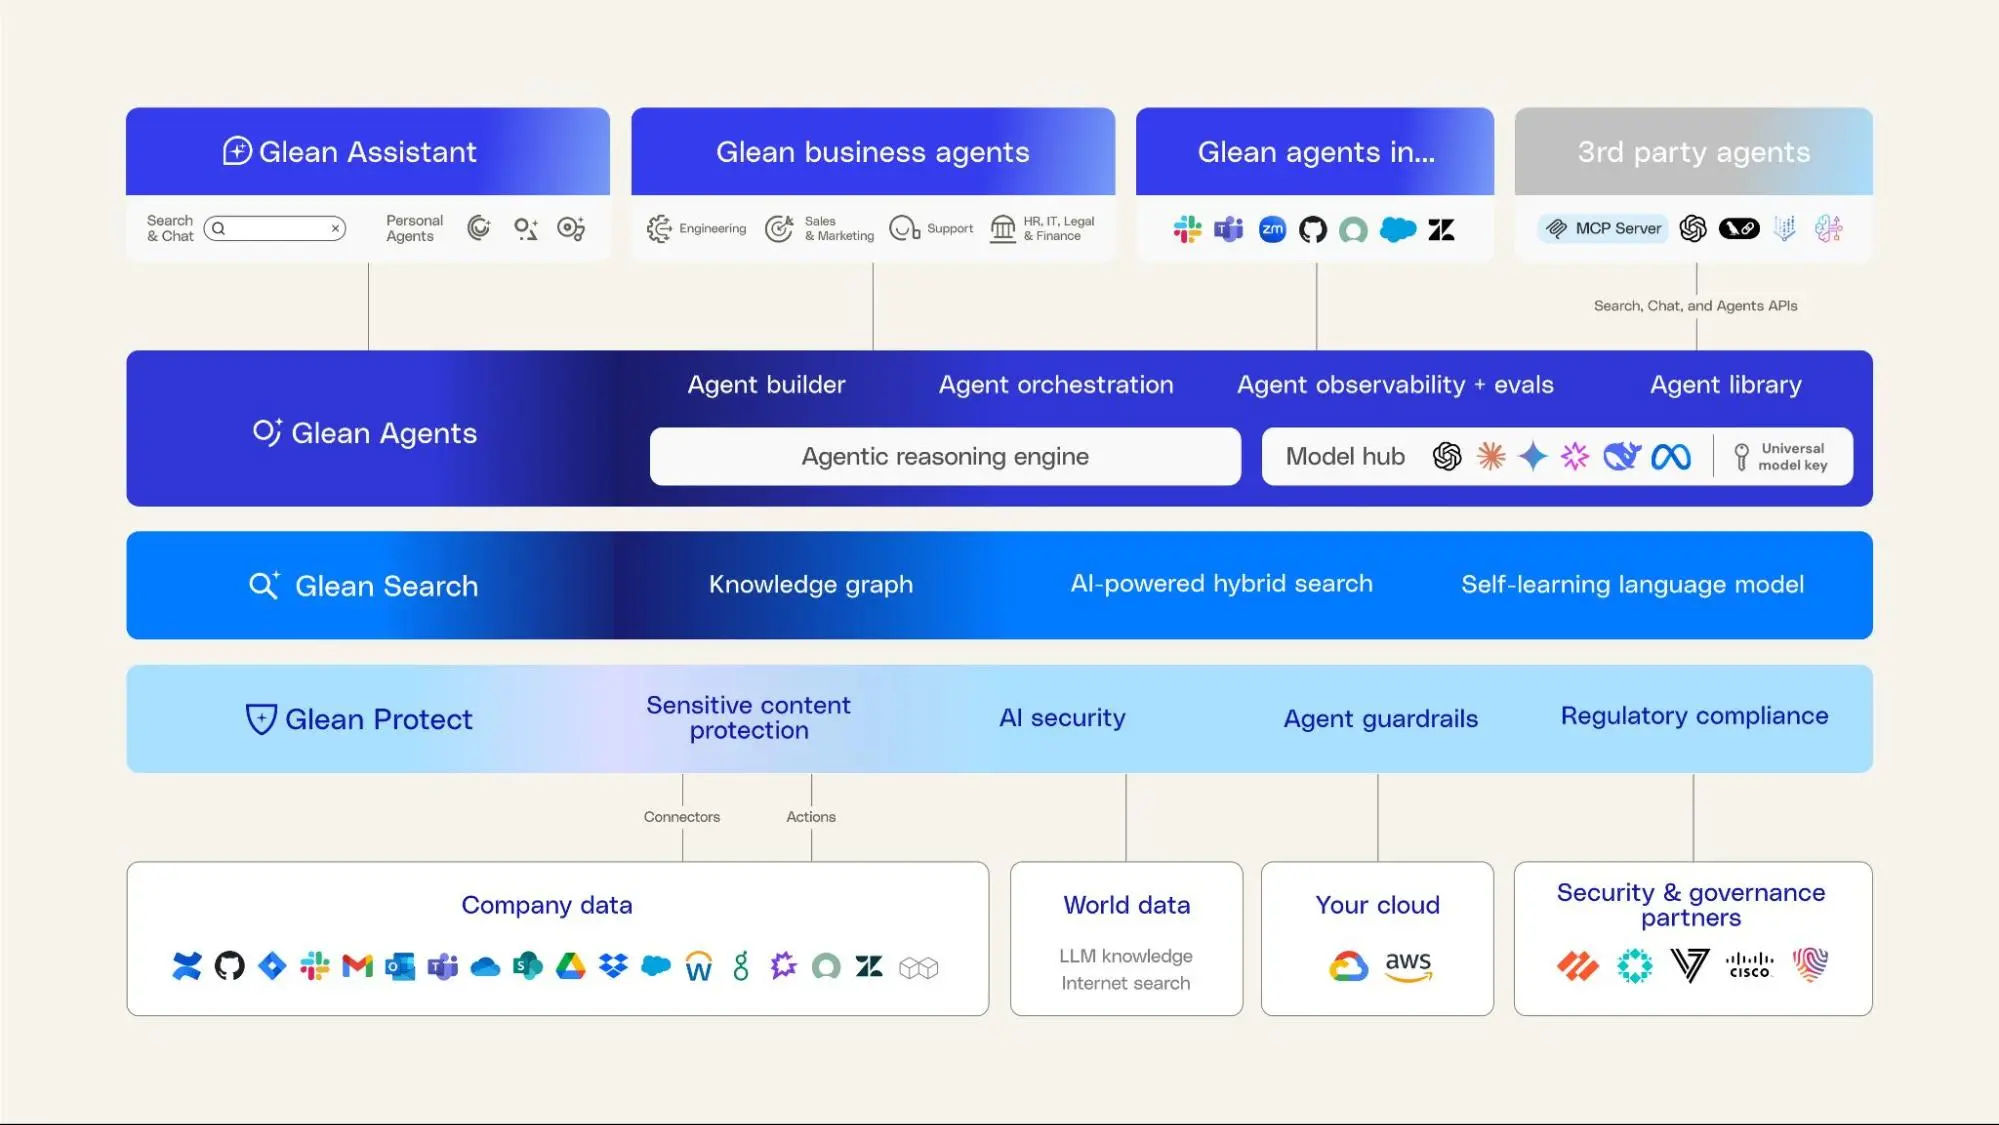 Glean Assistant
Glean business agents
Glean agents in...
3rd party agents
Search
& Chat
Personal
Agents
Engineering
Sales
& Marketing
Support
HR, IT, Legal
& Finance
zm
MCP Server
Search, Chat, and Agents APIs
Glean Agents
Agent builder
Agent orchestration
Agent observability + evals
Agent library
Agentic reasoning engine
Model hub
Universal
model key
Glean Search
Knowledge graph
AI-powered hybrid search
Self-learning language model
Glean Protect
Sensitive content
protection
AI security
Agent guardrails
Regulatory compliance
Connectors
Actions
Company data
World data
LLM knowledge
Internet search
Your cloud
aws
Security & governance
partners
CISCO